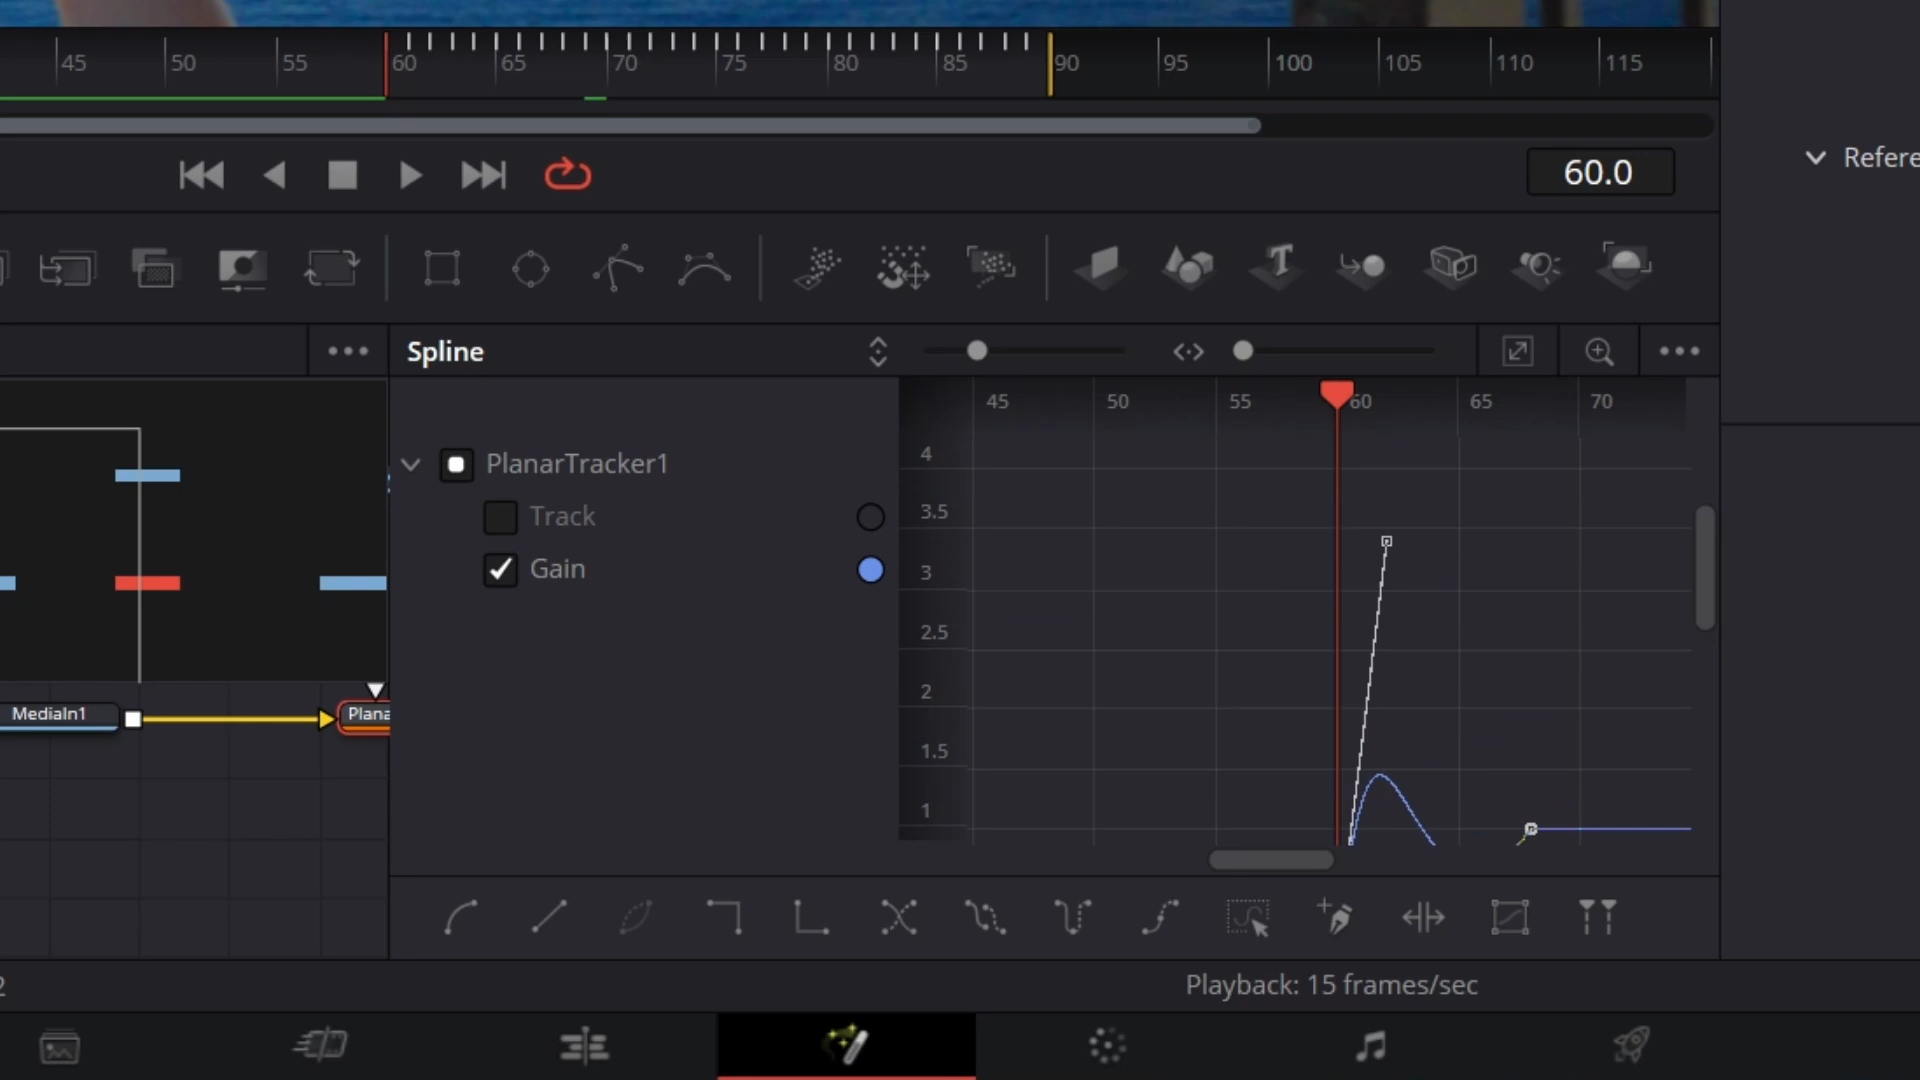 45 50 55 60 65 70 75 80 85 90 95 100 105 110 115
Refere
60.0
Spline
45 50 55 60 65 70
4
PlanarTracker1
3.5
Track
3
Gain
2.5
2
MediaIn1
Plana
1.5
1
2
Playback: 15 frames/sec